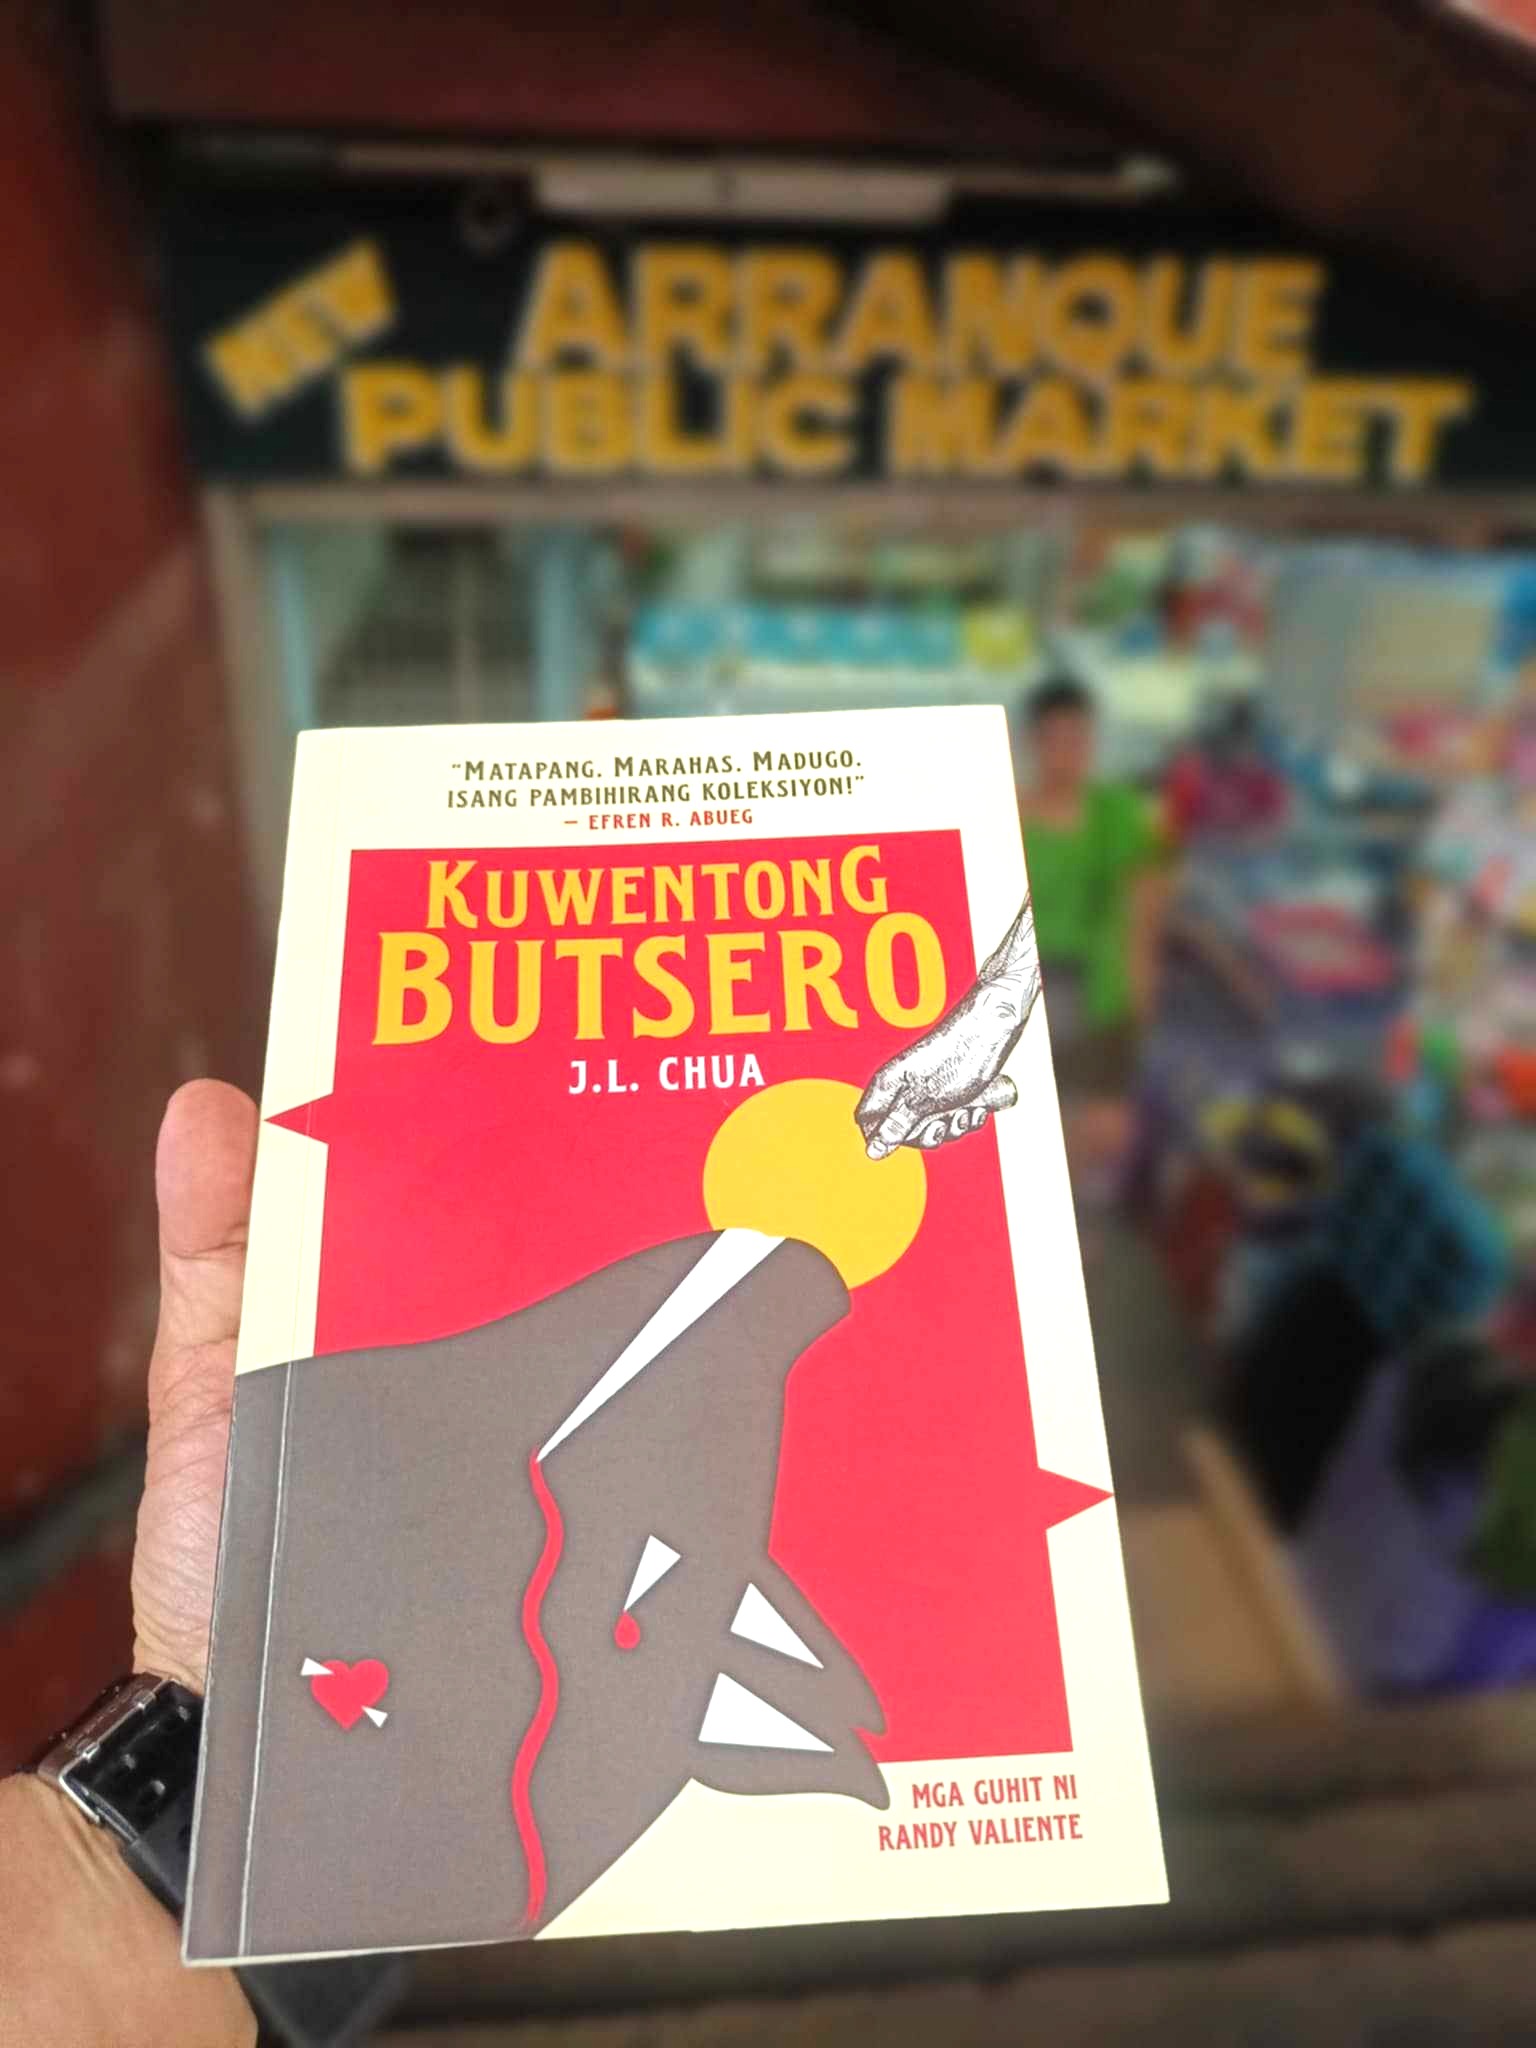 NEW
ARRANQUE
PUBLIC MARKET
"MATAPANG. MARAHAS. MADUGO.
ISANG PAMBIHIRANG KOLEKSIYON!"
– EFREN R. ABUEG
KUWENTONG
BUTSERO
J.L. CHUA
MGA GUHIT NI
RANDY VALIENTE